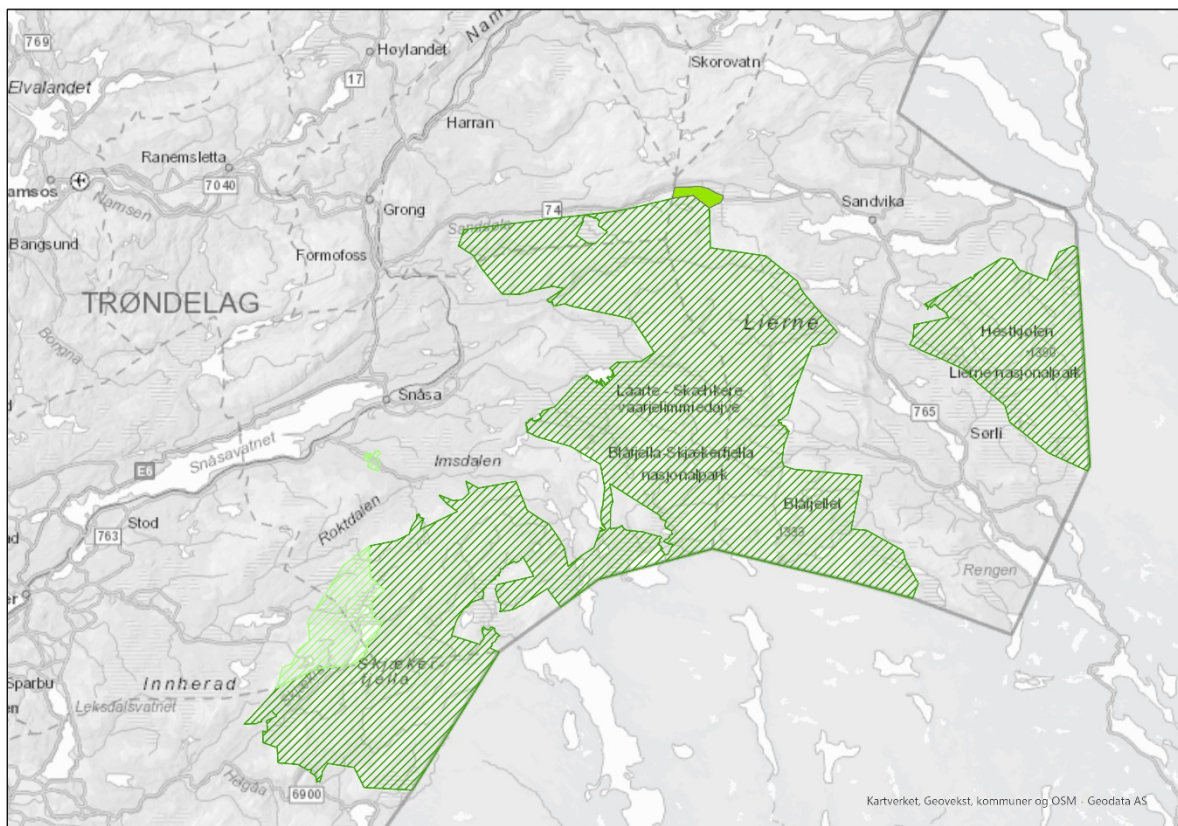 769
Høylandet
Skorovatn
Elvalandet
17
Harran
Ranemsletta
7040
amsos
Namsen
Grong
74
Sandvika
Bangsund
Formofoss
TRØNDELAG
Lierne
Hestkjølen
1390
Lierne nasjonalpark
Snåsa
Låarte - Skæhkere
vaarjelimmedajve
765
Sørli
Snåsavatnet
Imsdalen
Blåfjella-Skjækerfjella
nasjonalpark
E6
Roktdalen
Blåfjellet
Stod
763
1333
Rengen
Skjæker-
fjella
Innherad
Sparbu
Leksdalsvatnet
6900
Kartverket, Geovekst, kommuner og OSM - Geodata AS